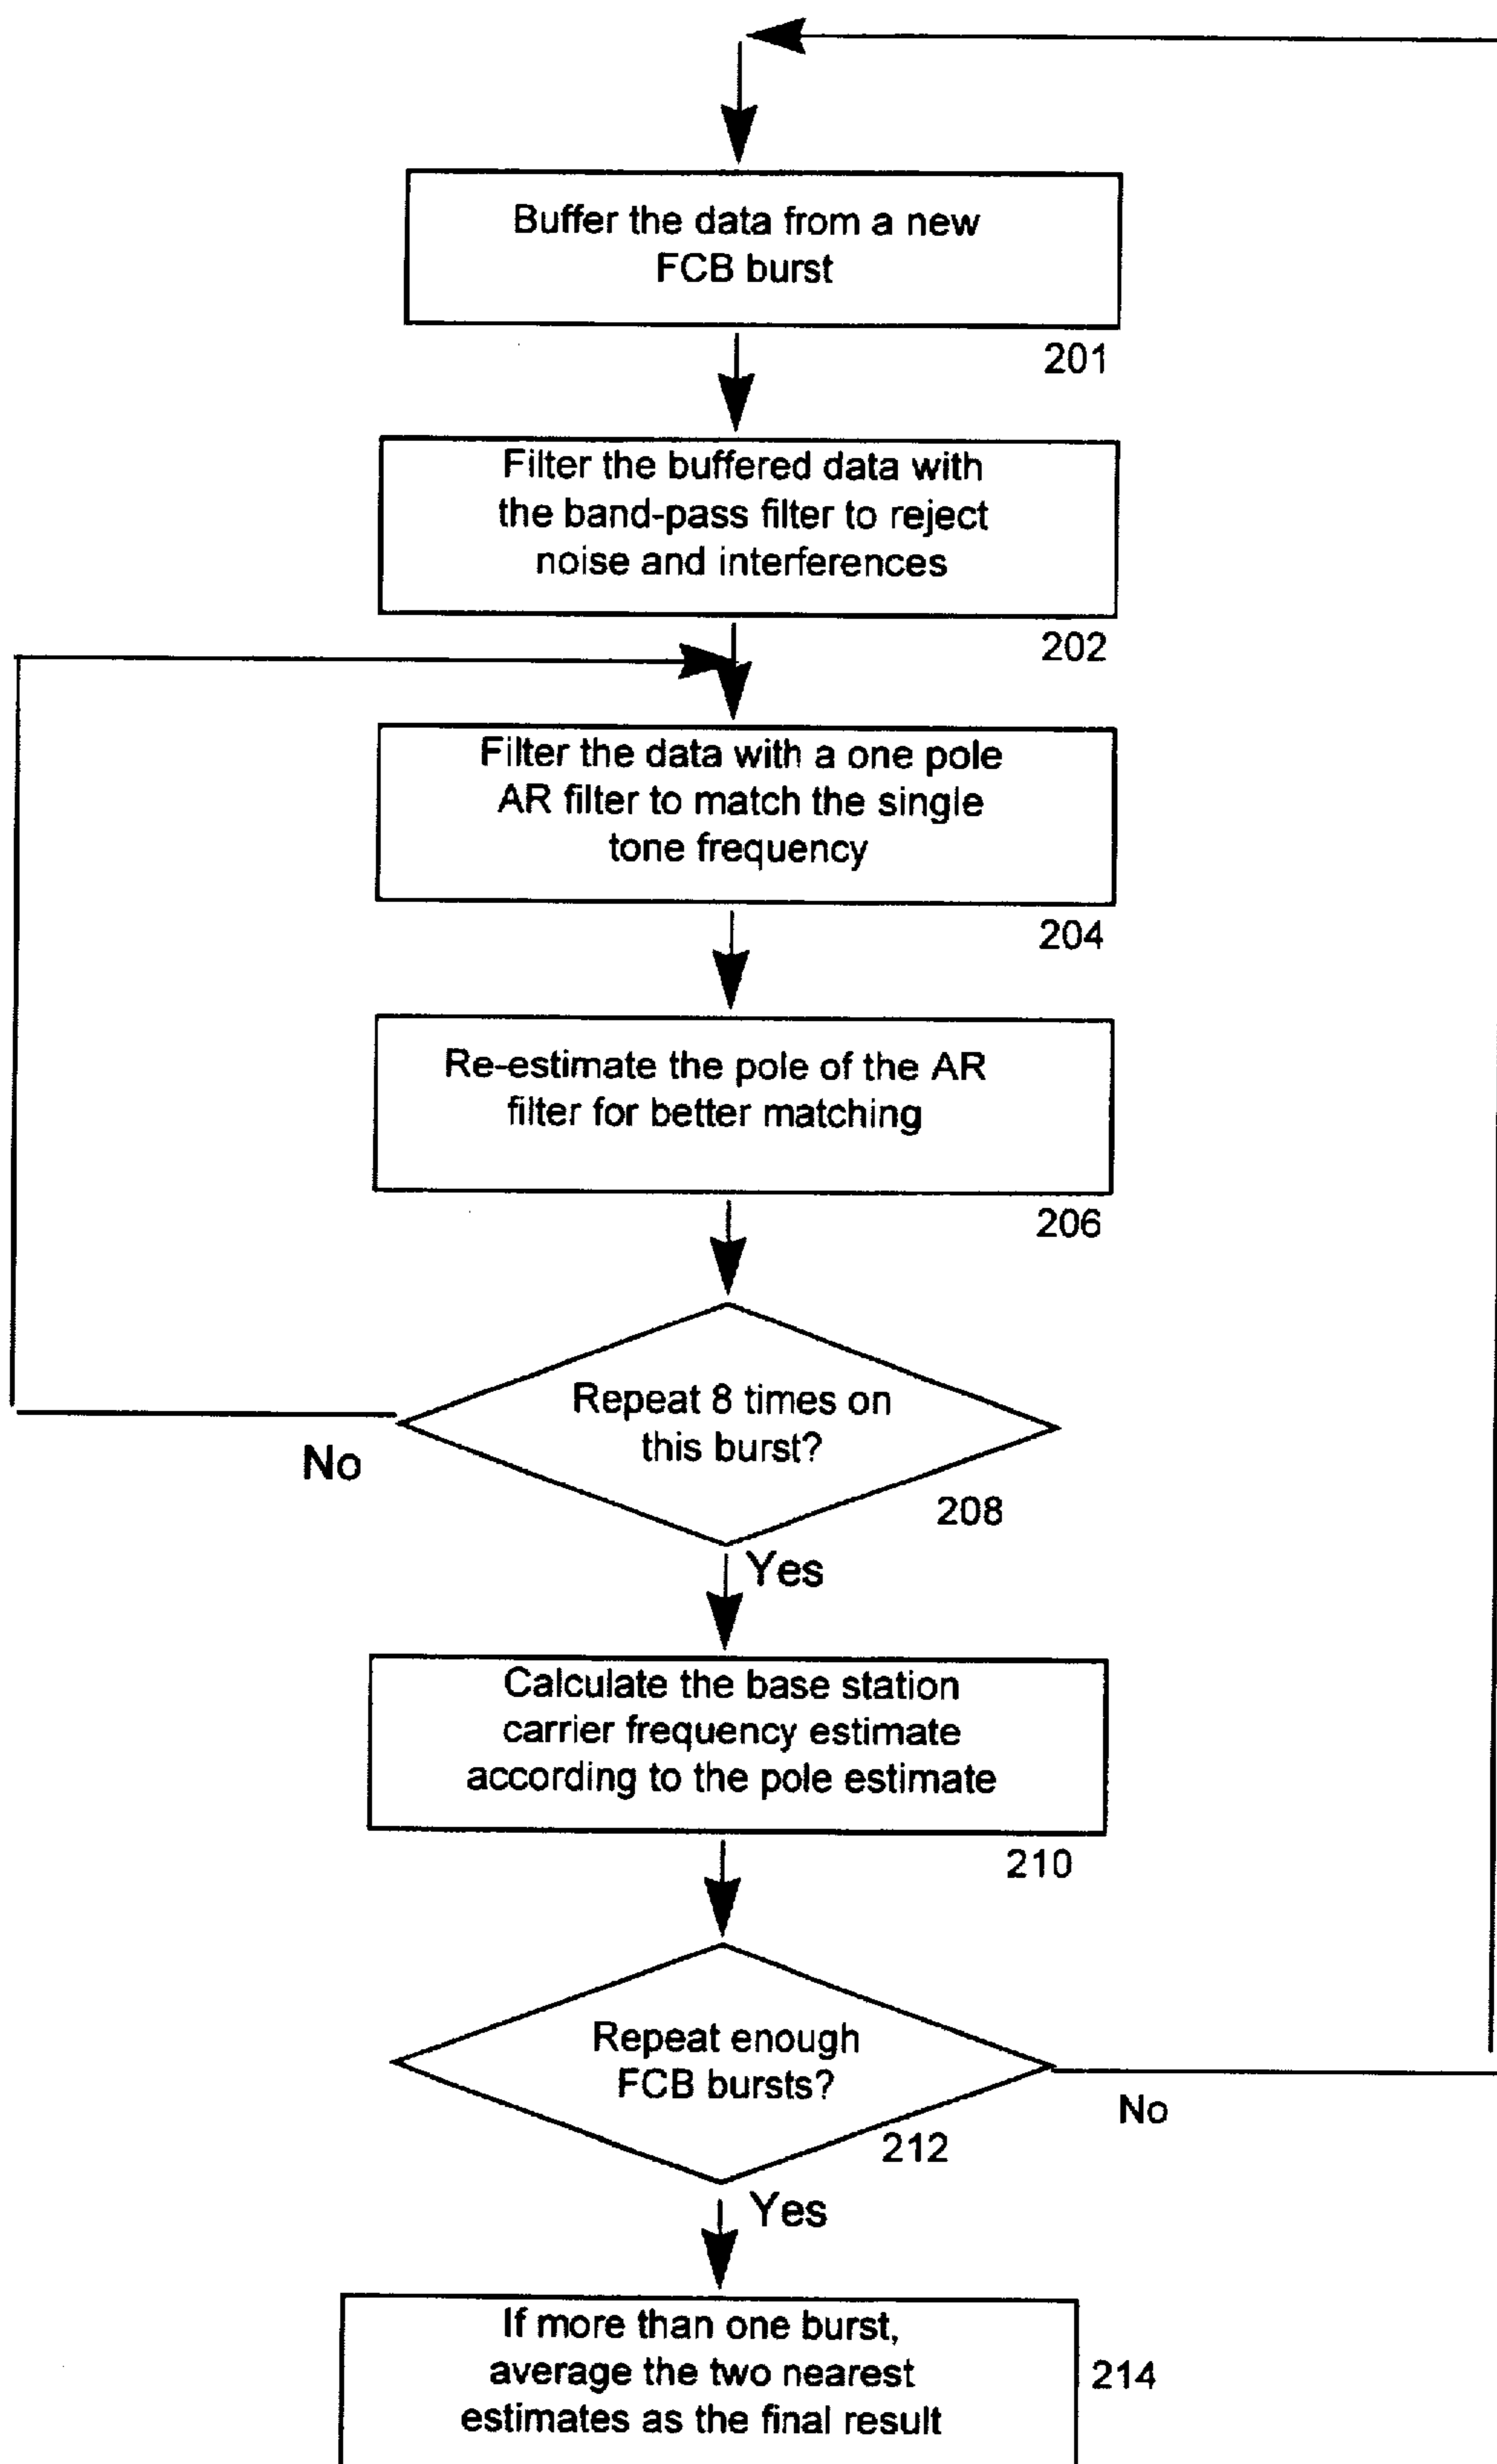 Buffer the data from a new
FCB burst
201
Filter the buffered data with
the band-pass filter to reject
noise and interferences
202
Filter the data with a one pole
AR filter to match the single
tone frequency
204
Re-estimate the pole of the AR
filter for better matching
206
Repeat 8 times on
this burst?
No
208
Yes
Calculate the base station
carrier frequency estimate
according to the pole estimate
210
Repeat enough
FCB bursts?
No
212
Yes
If more than one burst,
average the two nearest
estimates as the final result
214